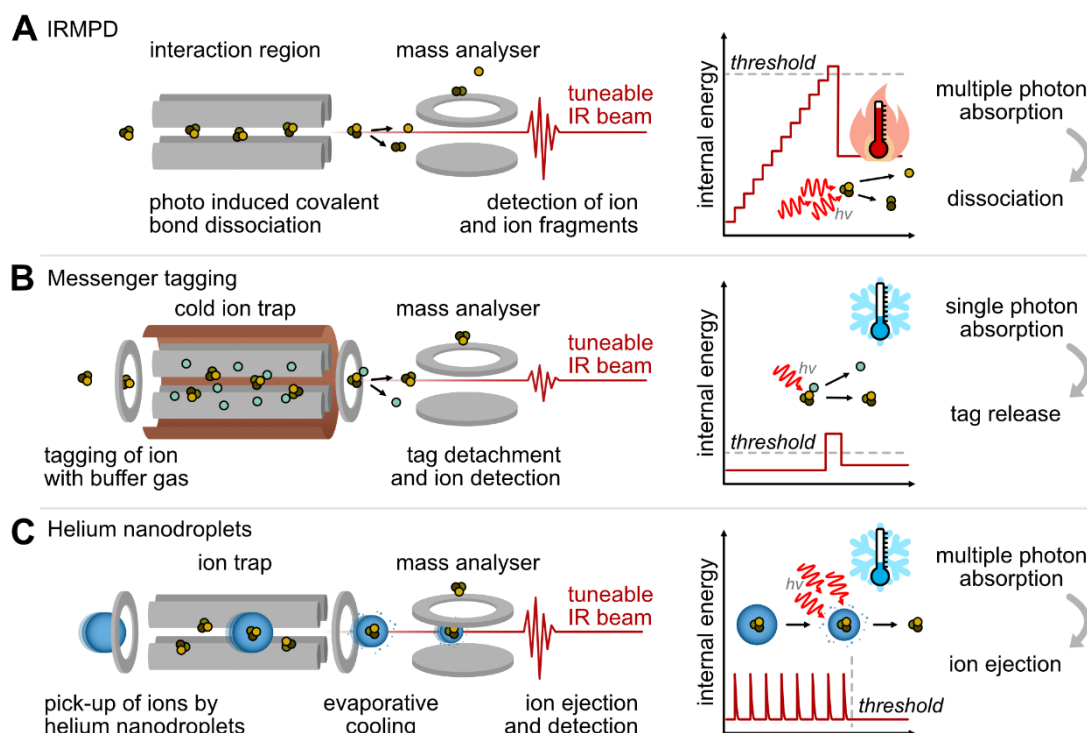 A IRMPD
interaction region
mass analyser
tuneable
IR beam
photo induced covalent
bond dissociation
detection of ion
and ion fragments
internal energy
threshold
hv
multiple photon
absorption
dissociation
B Messenger tagging
cold ion trap
mass analyser
tuneable
IR beam
tagging of ion
with buffer gas
tag detachment
and ion detection
internal energy
hv
threshold
single photon
absorption
tag release
C Helium nanodroplets
ion trap
mass analyser
tuneable
IR beam
pick-up of ions by
helium nanodroplets
evaporative
cooling
ion ejection
and detection
internal energy
hv
threshold
multiple photon
absorption
ion ejection